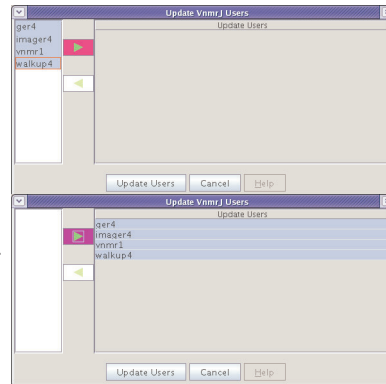 Update VnmrJ Users
Update Users
ger4
imager4
vnmr1
walkup4
Update Users Cancel Help
Update VnmrJ Users
Update Users
ger4
imager4
vnmr1
walkup4
Update Users Cancel Help